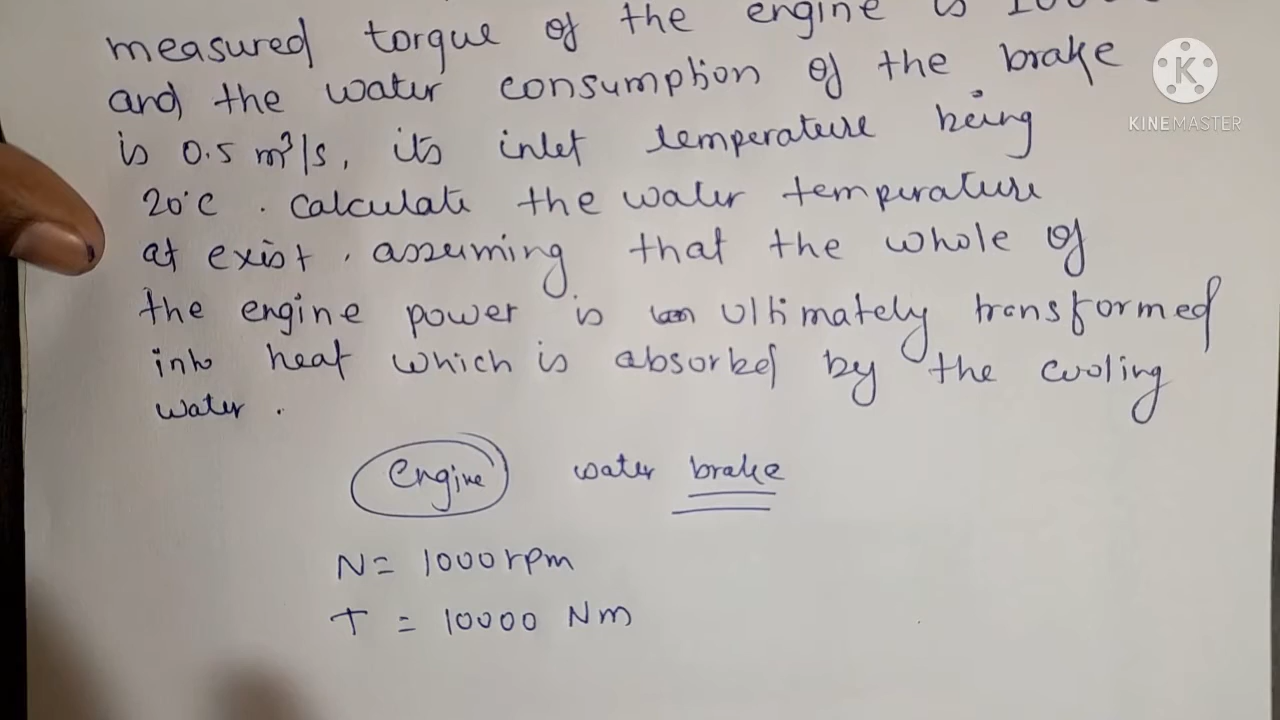 measured torque of the engine is 1000
and the water consumption of the brake
is 0.5 m³/s, its inlet temperature being
20°C . calculate the water temperature
at exist . assuming that the whole of
the engine power is ultimately transformed
into heat which is absorbed by the cooling
water .
engine water brake
N = 1000 rpm
T = 10000 Nm
K
KINEMASTER